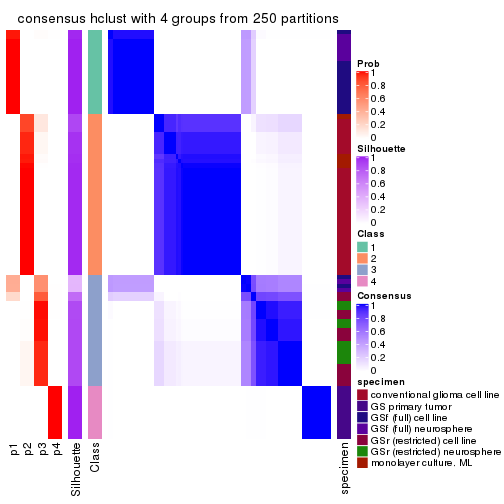 consensus hclust with 4 groups from 250 partitions
Prob
1
0.8
0.6
0.4
0.2
0
Silhouette
1
0.8
0.6
0.4
0.2
0
Class
1
2
3
4
Consensus
1
0.8
0.6
0.4
0.2
0
specimen
conventional glioma cell line
GS primary tumor
GSf (full) cell line
GSf (full) neurosphere
GSr (restricted) cell line
GSr (restricted) neurosphere
monolayer culture. ML
p1
p2
p3
p4
Silhouette
Class
specimen